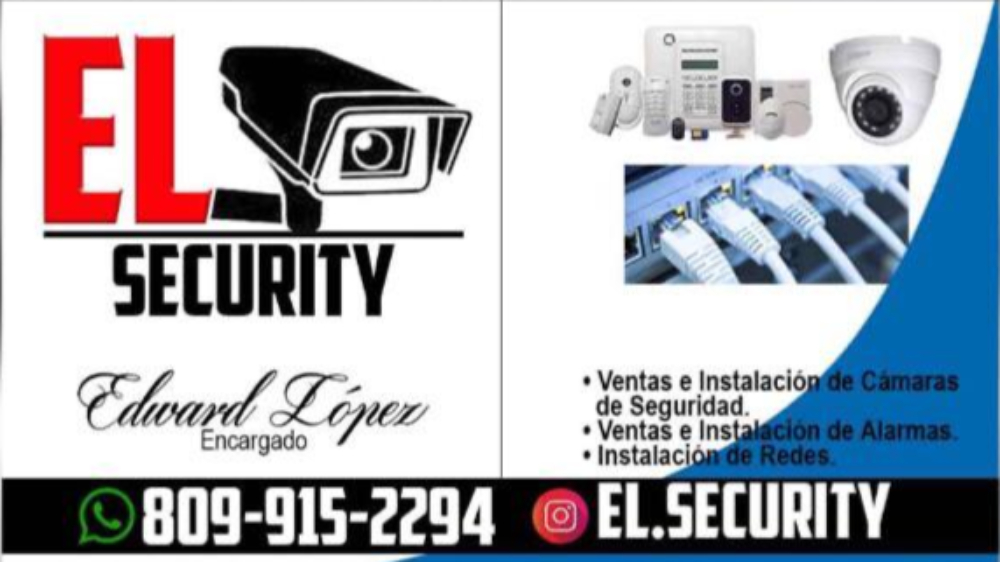 EL
SECURITY
Edward López
Encargado
• Ventas e Instalación de Cámaras
de Seguridad.
• Ventas e Instalación de Alarmas.
• Instalación de Redes.
809-915-2294
EL.SECURITY